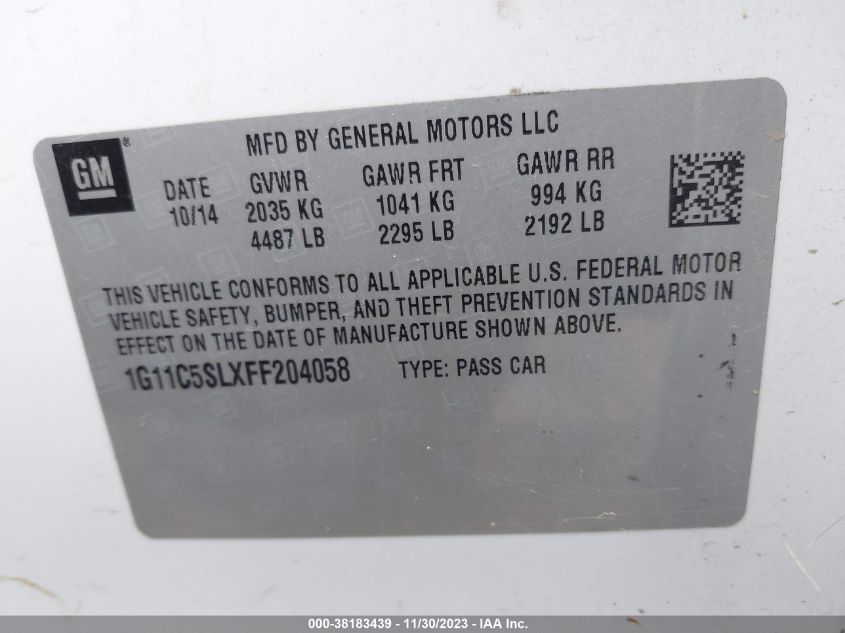 MFD BY GENERAL MOTORS LLC
GM®
DATE GVWR GAWR FRT GAWR RR
10/14 2035 KG 1041 KG 994 KG
4487 LB 2295 LB 2192 LB
THIS VEHICLE CONFORMS TO ALL APPLICABLE U.S. FEDERAL MOTOR
VEHICLE SAFETY, BUMPER, AND THEFT PREVENTION STANDARDS IN
EFFECT ON THE DATE OF MANUFACTURE SHOWN ABOVE.
1G11C5SLXFF204058 TYPE: PASS CAR
000-38183439 - 11/30/2023 - IAA Inc.